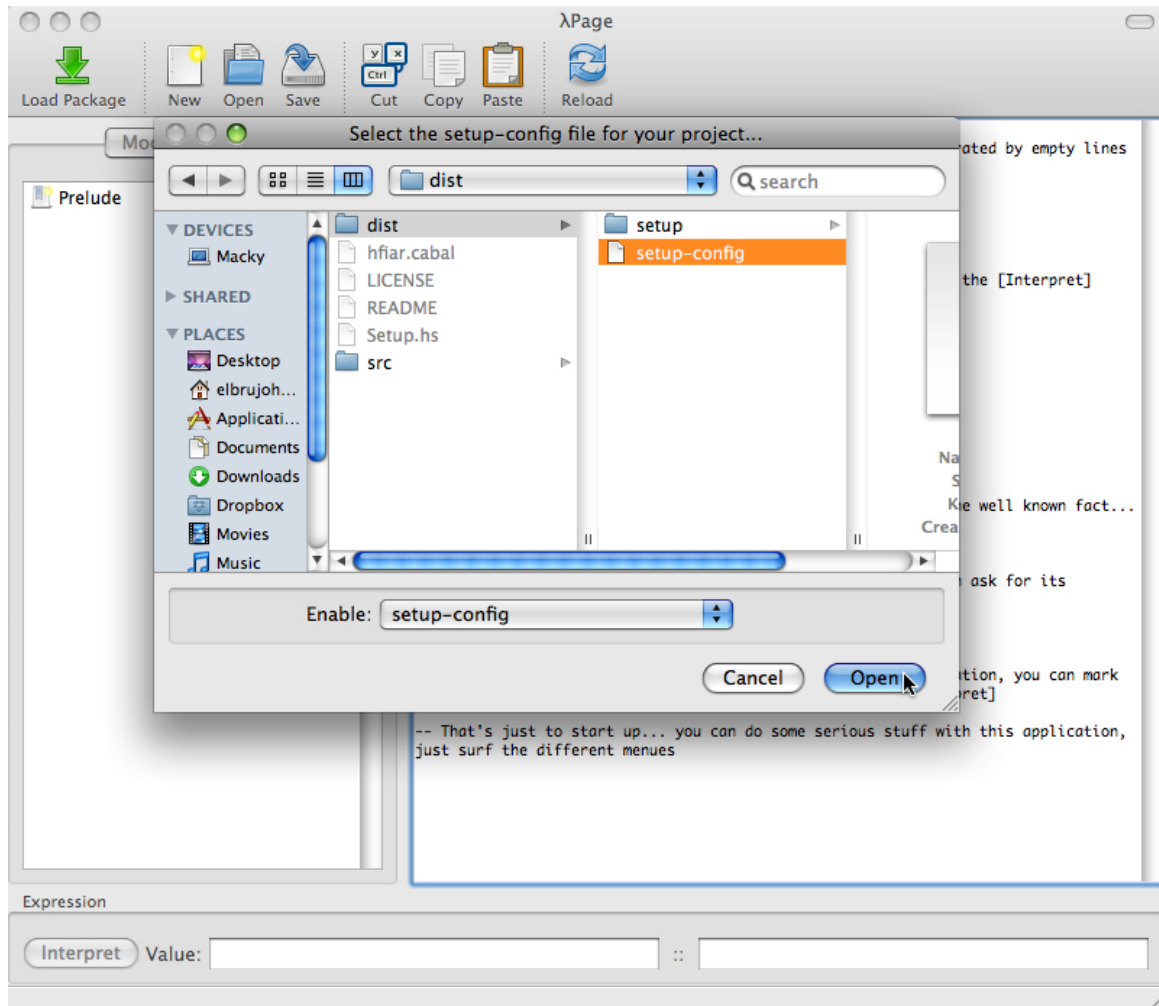 λPage
Load Package New Open Save Cut Copy Paste Reload
Select the setup-config file for your project...
dist
search
DEVICES
Macky
SHARED
PLACES
Desktop
elbrujoh...
Applicati...
Documents
Downloads
Dropbox
Movies
Music
dist
hfiar.cabal
LICENSE
README
Setup.hs
src
setup
setup-config
Enable: setup-config
Cancel Open
Prelude
by empty lines
the [Interpret]
well known fact...
ask for its
you can mark
-- That's just to start up... you can do some serious stuff with this application,
just surf the different menues
Expression
Interpret Value: ::